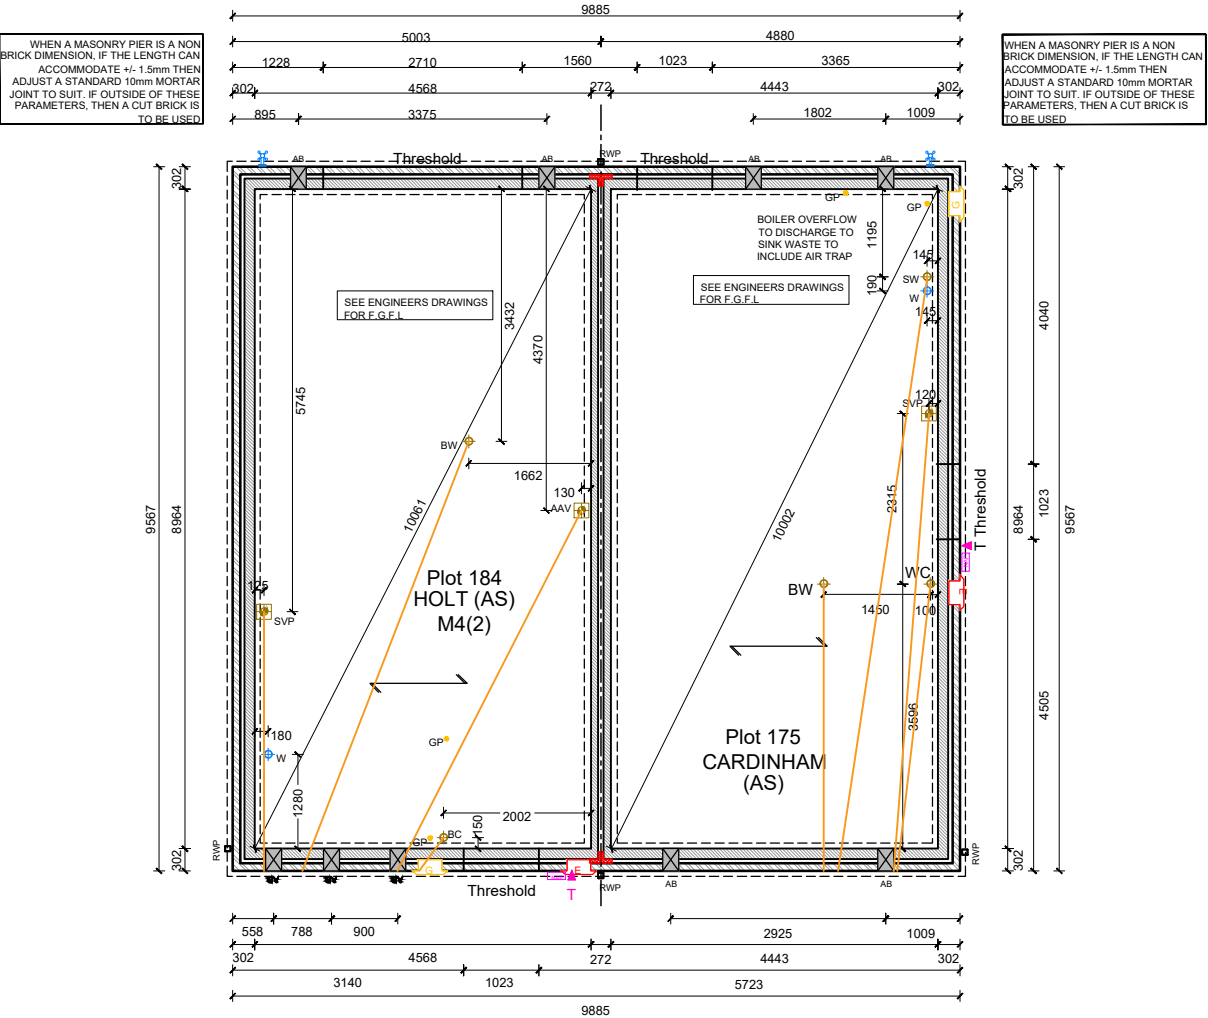 9885
5003
4880
1228
2710
1560
1023
3365
302
4568
272
4443
302
895
3375
1802
1009
WHEN A MASONRY PIER IS A NON
BRICK DIMENSION, IF THE LENGTH CAN
ACCOMMODATE +/- 1.5mm THEN
ADJUST A STANDARD 10mm MORTAR
JOINT TO SUIT. IF OUTSIDE OF THESE
PARAMETERS, THEN A CUT BRICK IS
TO BE USED
WHEN A MASONRY PIER IS A NON
BRICK DIMENSION, IF THE LENGTH CAN
ACCOMMODATE +/- 1.5mm THEN
ADJUST A STANDARD 10mm MORTAR
JOINT TO SUIT. IF OUTSIDE OF THESE
PARAMETERS, THEN A CUT BRICK IS
TO BE USED
AB
Threshold
AB
RWP
Threshold
AB
AB
302
302
GP
GP
G
BOILER OVERFLOW
TO DISCHARGE TO
SINK WASTE TO
INCLUDE AIR TRAP
1195
145
SW
190
W
145
SEE ENGINEERS DRAWINGS
FOR F.G.F.L
SEE ENGINEERS DRAWINGS
FOR F.G.F.L
3432
4370
4040
5745
120
SVP
BW
1662
130
AAV
10061
10002
2315
9567
8964
1023
8964
9567
T Threshold
Plot 184
HOLT (AS)
M4(2)
125
SVP
BW
WC
1450
100
E
180
W
GP
1280
2002
150
BC
GP
Plot 175
CARDINHAM
(AS)
3596
4505
RWP
RWP
302
302
G
E
Threshold
T
RWP
AB
AB
558
788
900
2925
1009
302
4568
272
4443
302
3140
1023
5723
9885